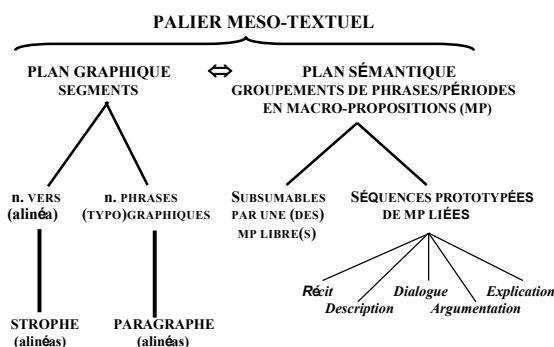 PALIER MESO-TEXTUEL
PLAN GRAPHIQUE ⇔ PLAN SÉMANTIQUE
SEGMENTS GROUPEMENTS DE PHRASES/PÉRIODES
EN MACRO-PROPOSITIONS (MP)
n. VERS n. PHRASES SUBSUMABLES SÉQUENCES PROTOTYPÉES
(alinéa) (TYPO)GRAPHIQUES PAR UNE (DES) DE MP LIÉES
MP LIBRE(S)
Récit Dialogue Explication
Description Argumentation
STROPHE PARAGRAPHE
(alinéas) (alinéas)